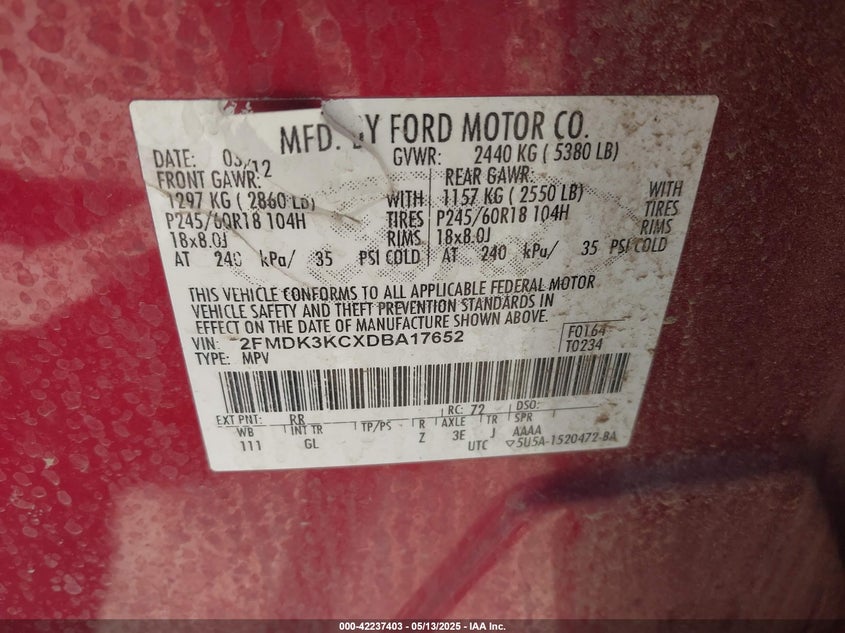 MFD. BY FORD MOTOR CO.
DATE: 03/12 GVWR: 2440 KG ( 5380 LB)
FRONT GAWR: REAR GAWR:
1297 KG ( 2860 LB) WITH 1157 KG ( 2550 LB) WITH
P245/60R18 104H TIRES P245/60R18 104H TIRES
18x8.0J RIMS 18x8.0J RIMS
AT 240 kPa/ 35 PSI COLD AT 240 kPa/ 35 PSI COLD
THIS VEHICLE CONFORMS TO ALL APPLICABLE FEDERAL MOTOR
VEHICLE SAFETY AND THEFT PREVENTION STANDARDS IN
EFFECT ON THE DATE OF MANUFACTURE SHOWN ABOVE.
VIN: 2FMDK3KCXDBA17652 F0164
TYPE: MPV T0234
RC: 72 DSO:
EXT PNT: RR
WB INT TR TP/PS R AXLE TR SPR
111 GL Z 3E J AAAA
UTC 5U5A-1520472-BA
000-42237403 --- 05/13/2025 --- IAA Inc.